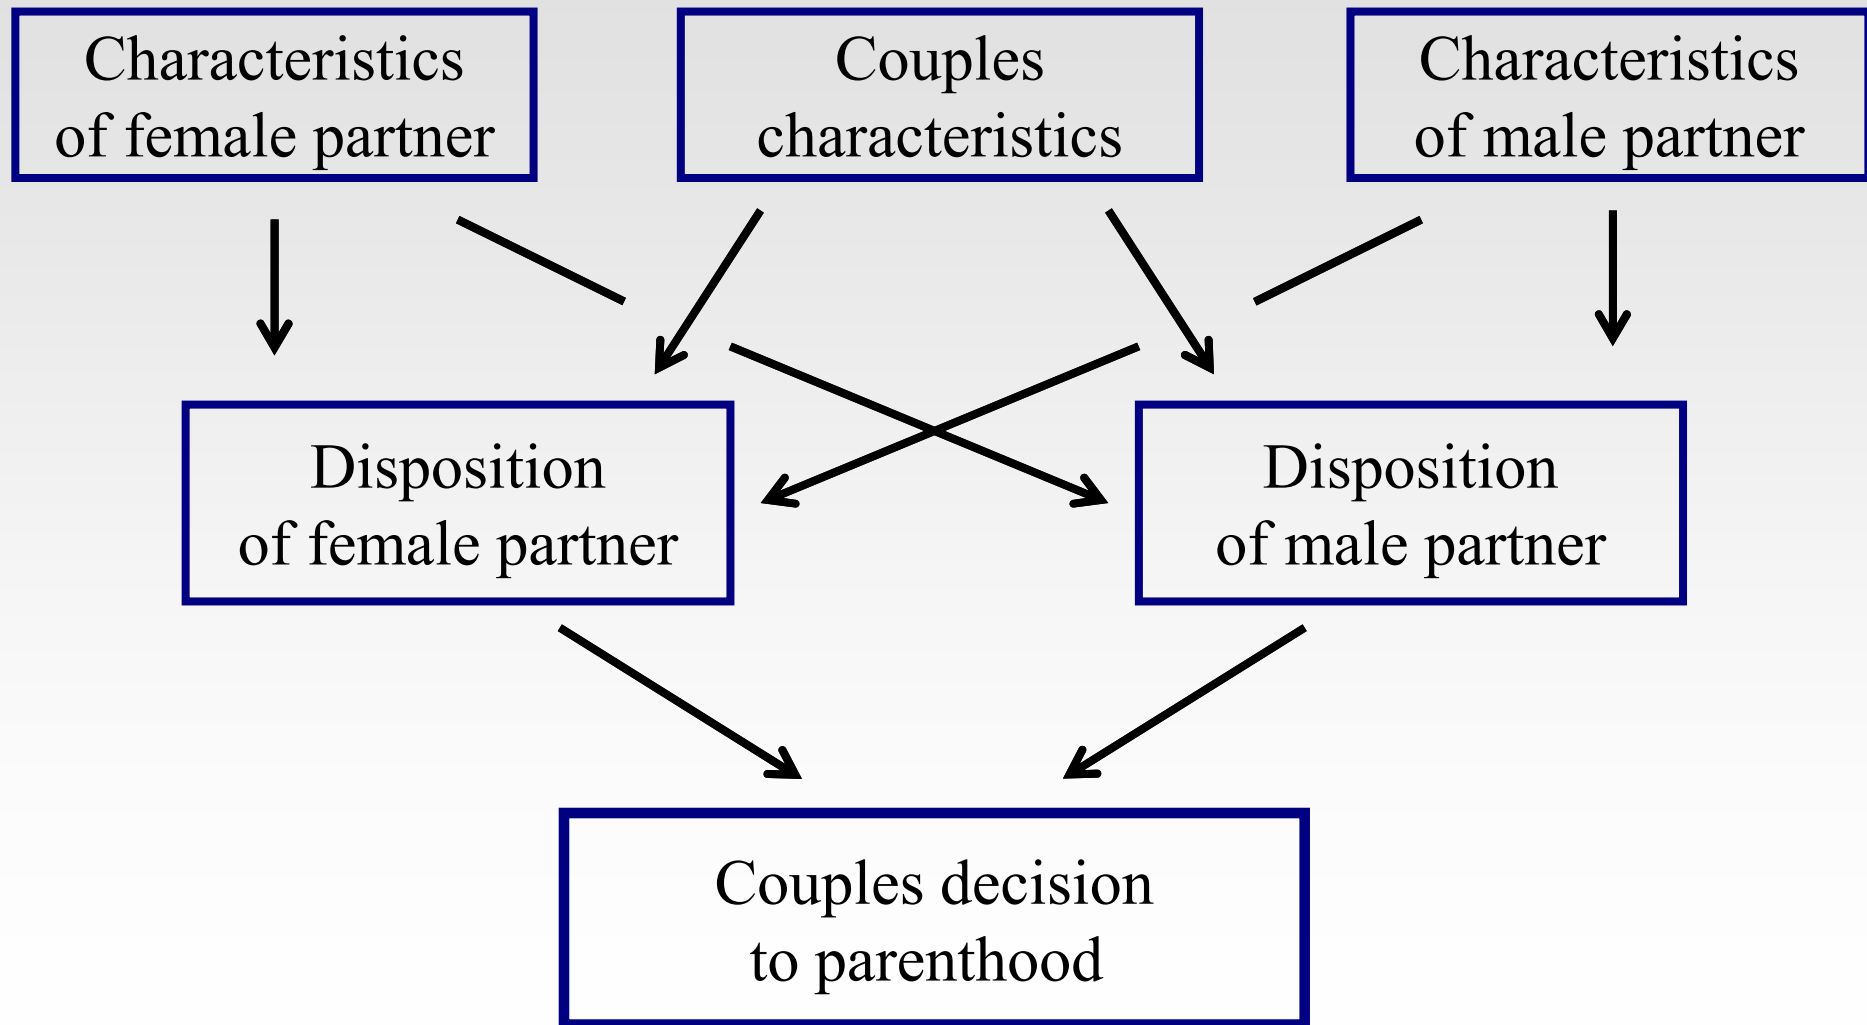 Characteristics
of female partner
Couples
characteristics
Characteristics
of male partner
Disposition
of female partner
Disposition
of male partner
Couples decision
to parenthood